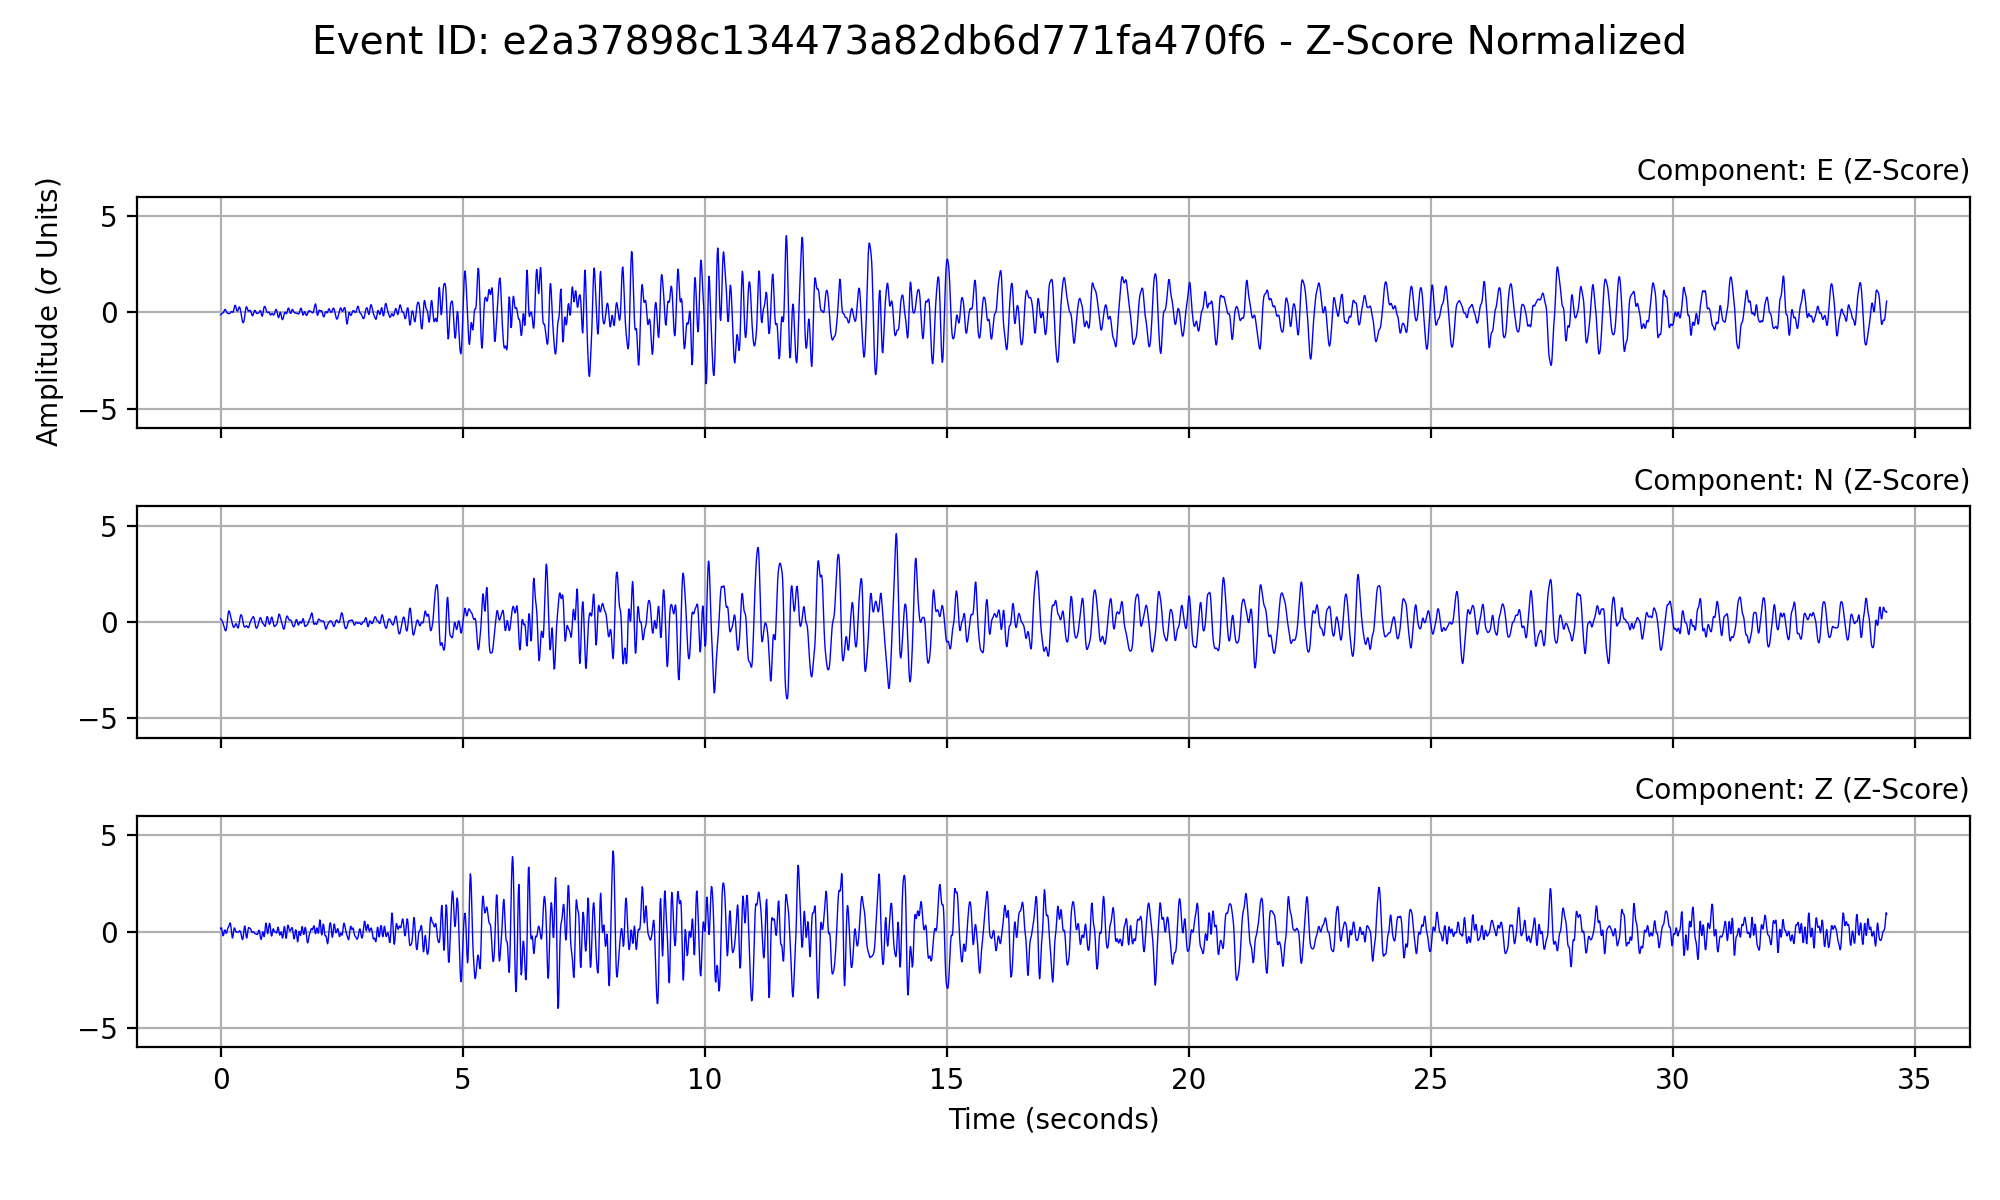 Event ID: e2a37898c134473a82db6d771fa470f6 - Z-Score Normalized
Component: E (Z-Score)
Amplitude (σ Units)
5
0
−5
Component: N (Z-Score)
5
0
−5
Component: Z (Z-Score)
5
0
−5
0 5 10 15 20 25 30 35
Time (seconds)